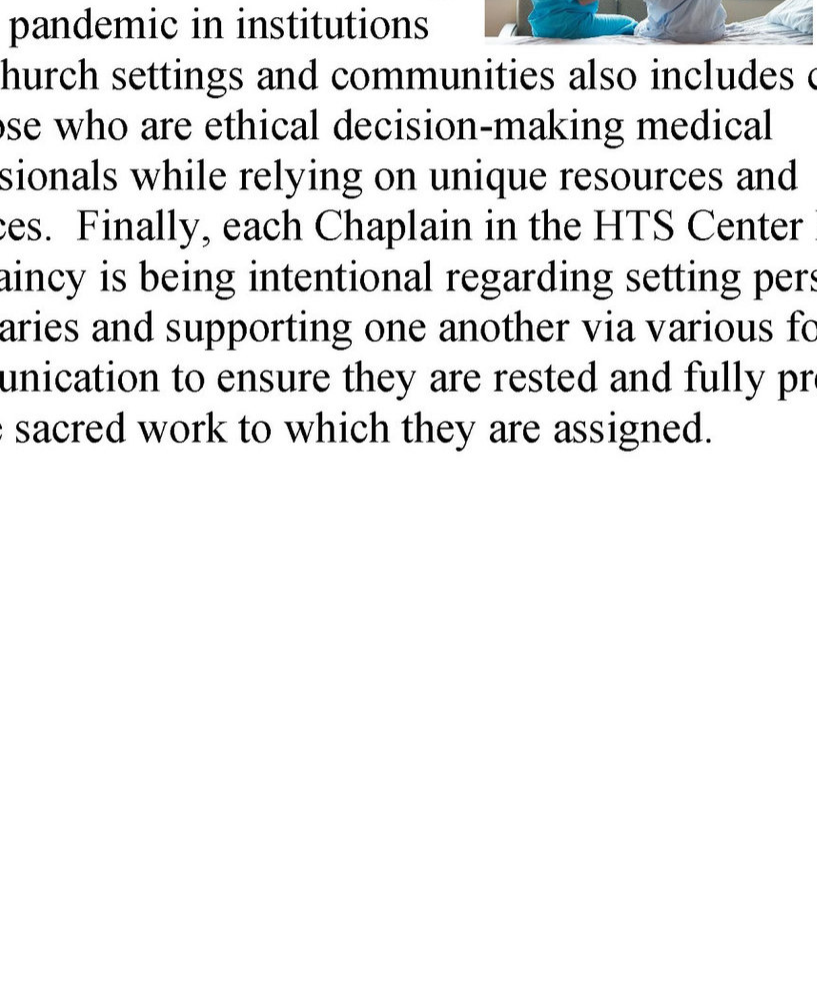 pandemic in institutions
hurch settings and communities also includes
ose who are ethical decision-making medical
sionals while relying on unique resources and
ces.  Finally, each Chaplain in the HTS Center
aincy is being intentional regarding setting pers
aries and supporting one another via various fo
unication to ensure they are rested and fully pr
sacred work to which they are assigned.